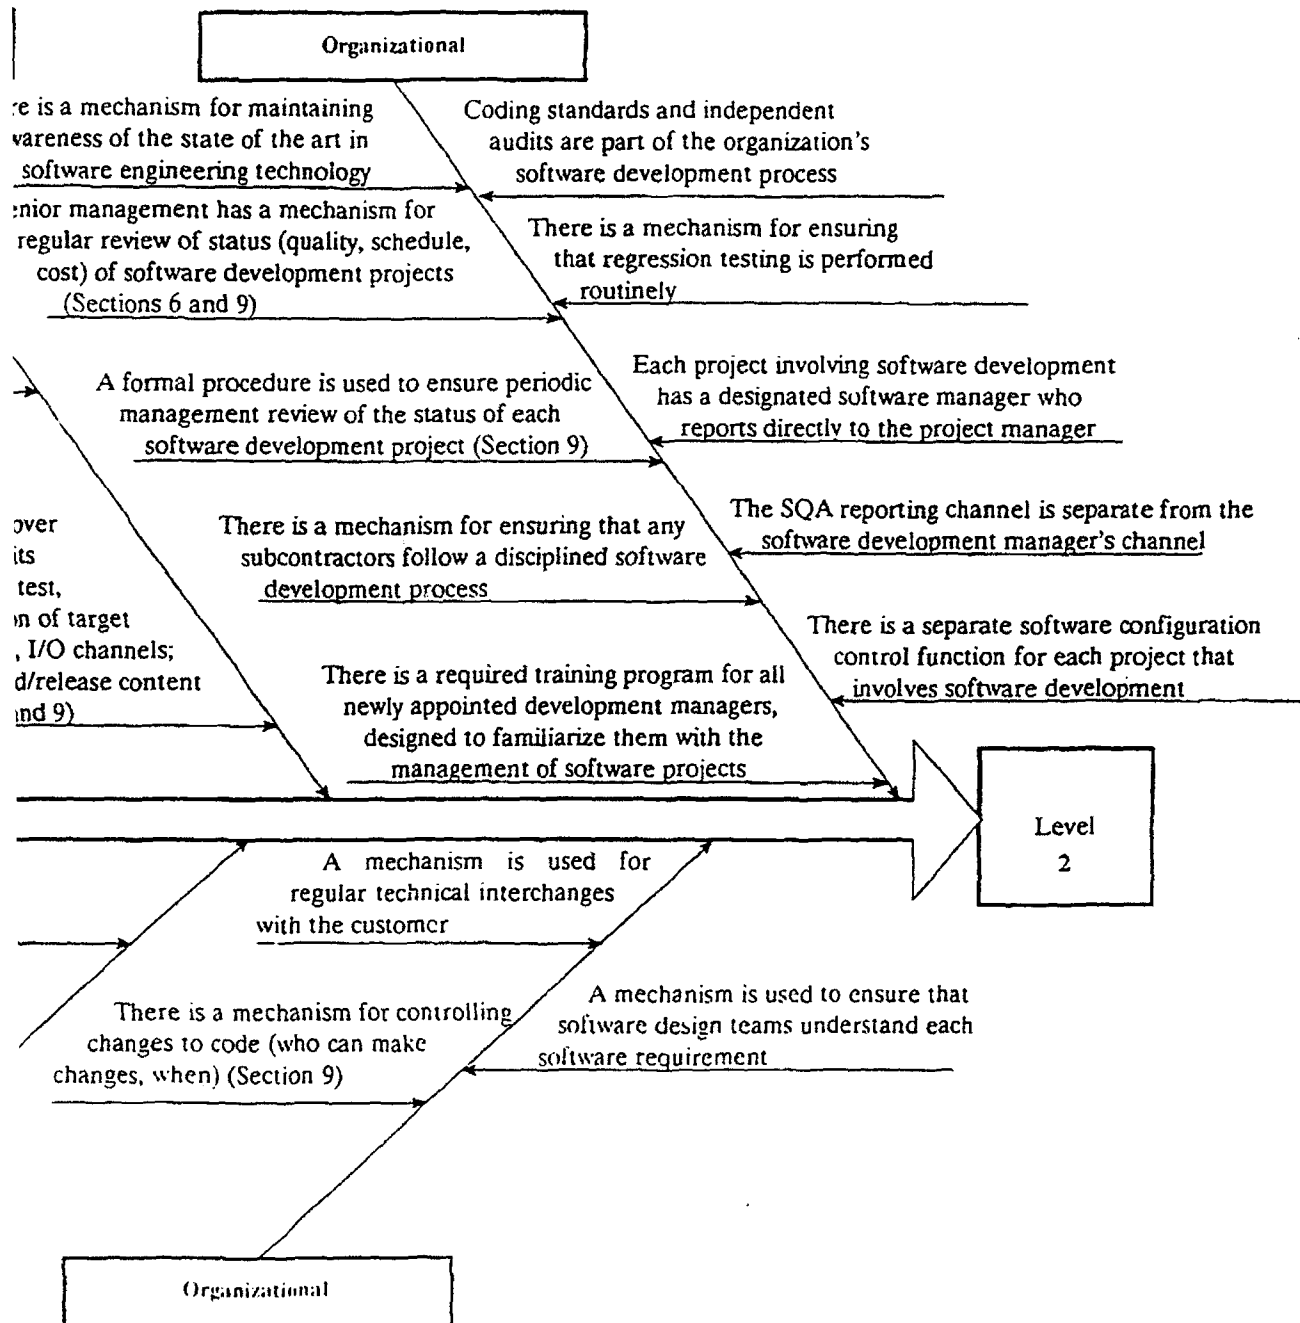 Organizational
re is a mechanism for maintaining
wareness of the state of the art in
software engineering technology
Coding standards and independent
audits are part of the organization's
software development process
enior management has a mechanism for
regular review of status (quality, schedule,
cost) of software development projects
(Sections 6 and 9)
There is a mechanism for ensuring
that regression testing is performed
routinely
A formal procedure is used to ensure periodic
management review of the status of each
software development project (Section 9)
Each project involving software development
has a designated software manager who
reports directly to the project manager
over
its
test,
on of target
, I/O channels;
d/release content
and 9)
There is a mechanism for ensuring that any
subcontractors follow a disciplined software
development process
The SQA reporting channel is separate from the
software development manager's channel
There is a required training program for all
newly appointed development managers,
designed to familiarize them with the
management of software projects
There is a separate software configuration
control function for each project that
involves software development
Level
2
A mechanism is used for
regular technical interchanges
with the customer
There is a mechanism for controlling
changes to code (who can make
changes, when) (Section 9)
A mechanism is used to ensure that
software design teams understand each
software requirement
Organizational